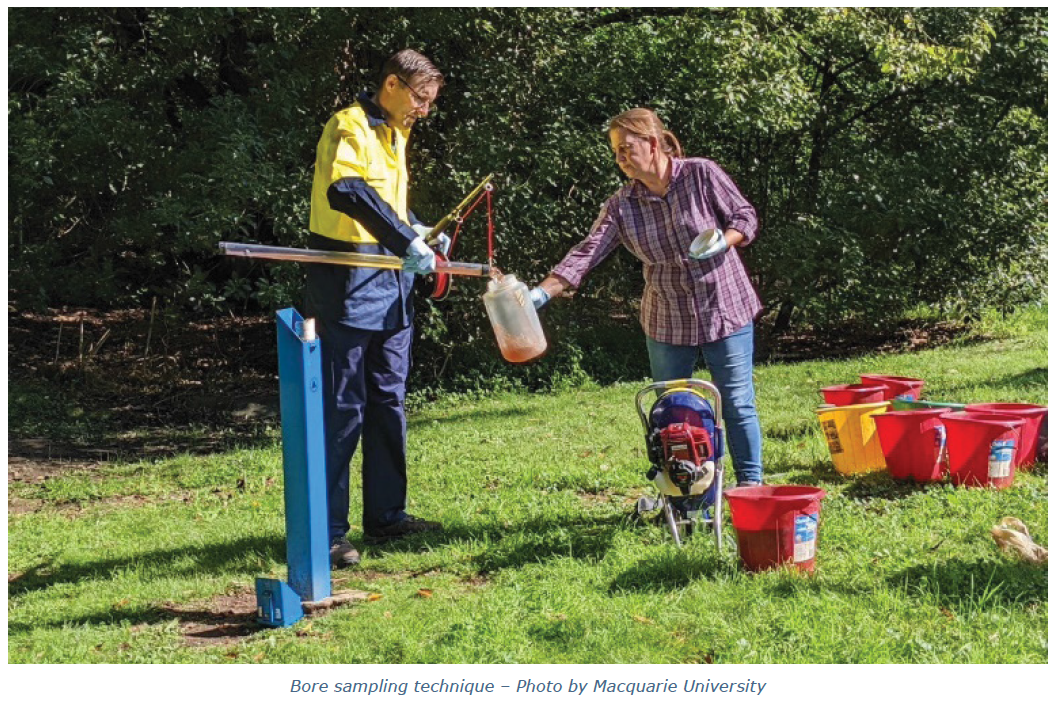 Bore sampling technique – Photo by Macquarie University